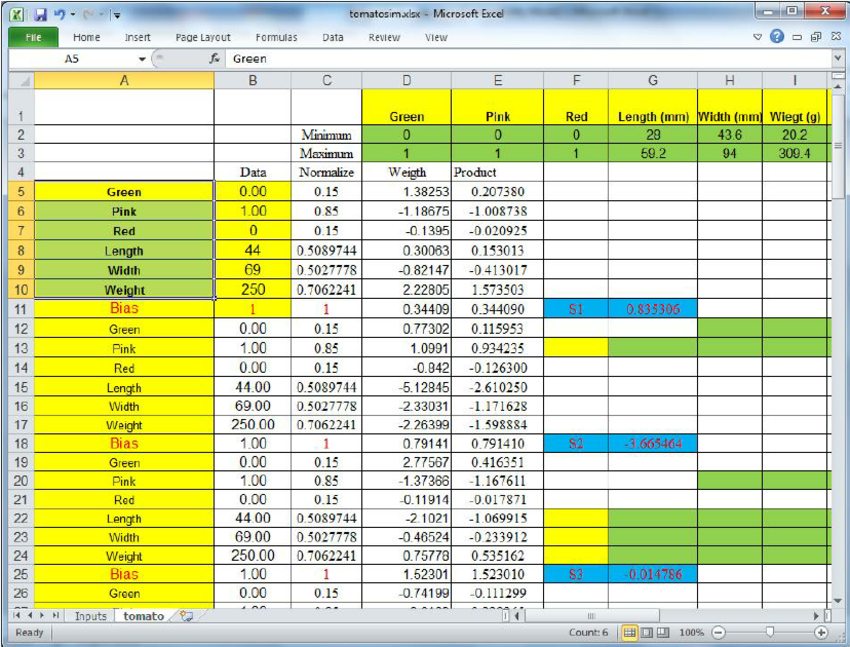 tomatosim.xlsx - Microsoft Excel
File Home Insert Page Layout Formulas Data Review View
A5 fx Green
A B C D E F G H I
1 Green Pink Red Length (mm) Width (mm) Wiegt (g)
2 Minimum 0 0 0 29 43.6 20.2
3 Maximum 1 1 1 59.2 94 309.4
4 Data Normalize Weigth Product
5 Green 0.00 0.15 1.38253 0.207380
6 Pink 1.00 0.85 -1.18675 -1.008738
7 Red 0 0.15 -0.1395 -0.020925
8 Length 44 0.5089744 0.30063 0.153013
9 Width 69 0.5027778 -0.82147 -0.413017
10 Weight 250 0.7062241 2.22805 1.573503
11 Bias 1 1 0.34409 0.344090 S1 0.835306
12 Green 0.00 0.15 0.77302 0.115953
13 Pink 1.00 0.85 1.0991 0.934235
14 Red 0.00 0.15 -0.842 -0.126300
15 Length 44.00 0.5089744 -5.12845 -2.610250
16 Width 69.00 0.5027778 -2.33031 -1.171628
17 Weight 250.00 0.7062241 -2.26399 -1.598884
18 Bias 1.00 1 0.79141 0.791410 S2 -3.665464
19 Green 0.00 0.15 2.77567 0.416351
20 Pink 1.00 0.85 -1.37366 -1.167611
21 Red 0.00 0.15 -0.11914 -0.017871
22 Length 44.00 0.5089744 -2.1021 -1.069915
23 Width 69.00 0.5027778 -0.46524 -0.233912
24 Weight 250.00 0.7062241 0.75778 0.535162
25 Bias 1.00 1 1.52301 1.523010 S3 -0.014786
26 Green 0.00 0.15 -0.74199 -0.111299
Inputs tomato
Ready Count: 6 100%